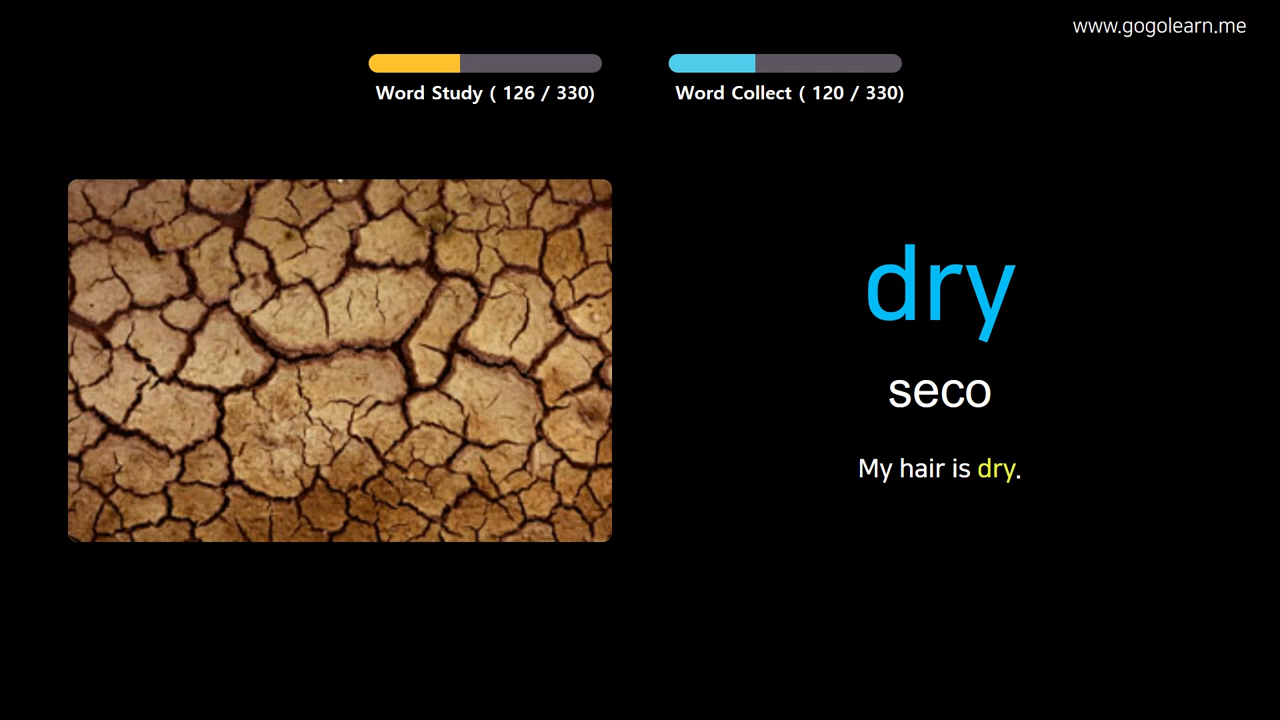 www.gogolearn.me
Word Study ( 126 / 330)
Word Collect ( 120 / 330)
dry
seco
My hair is dry.